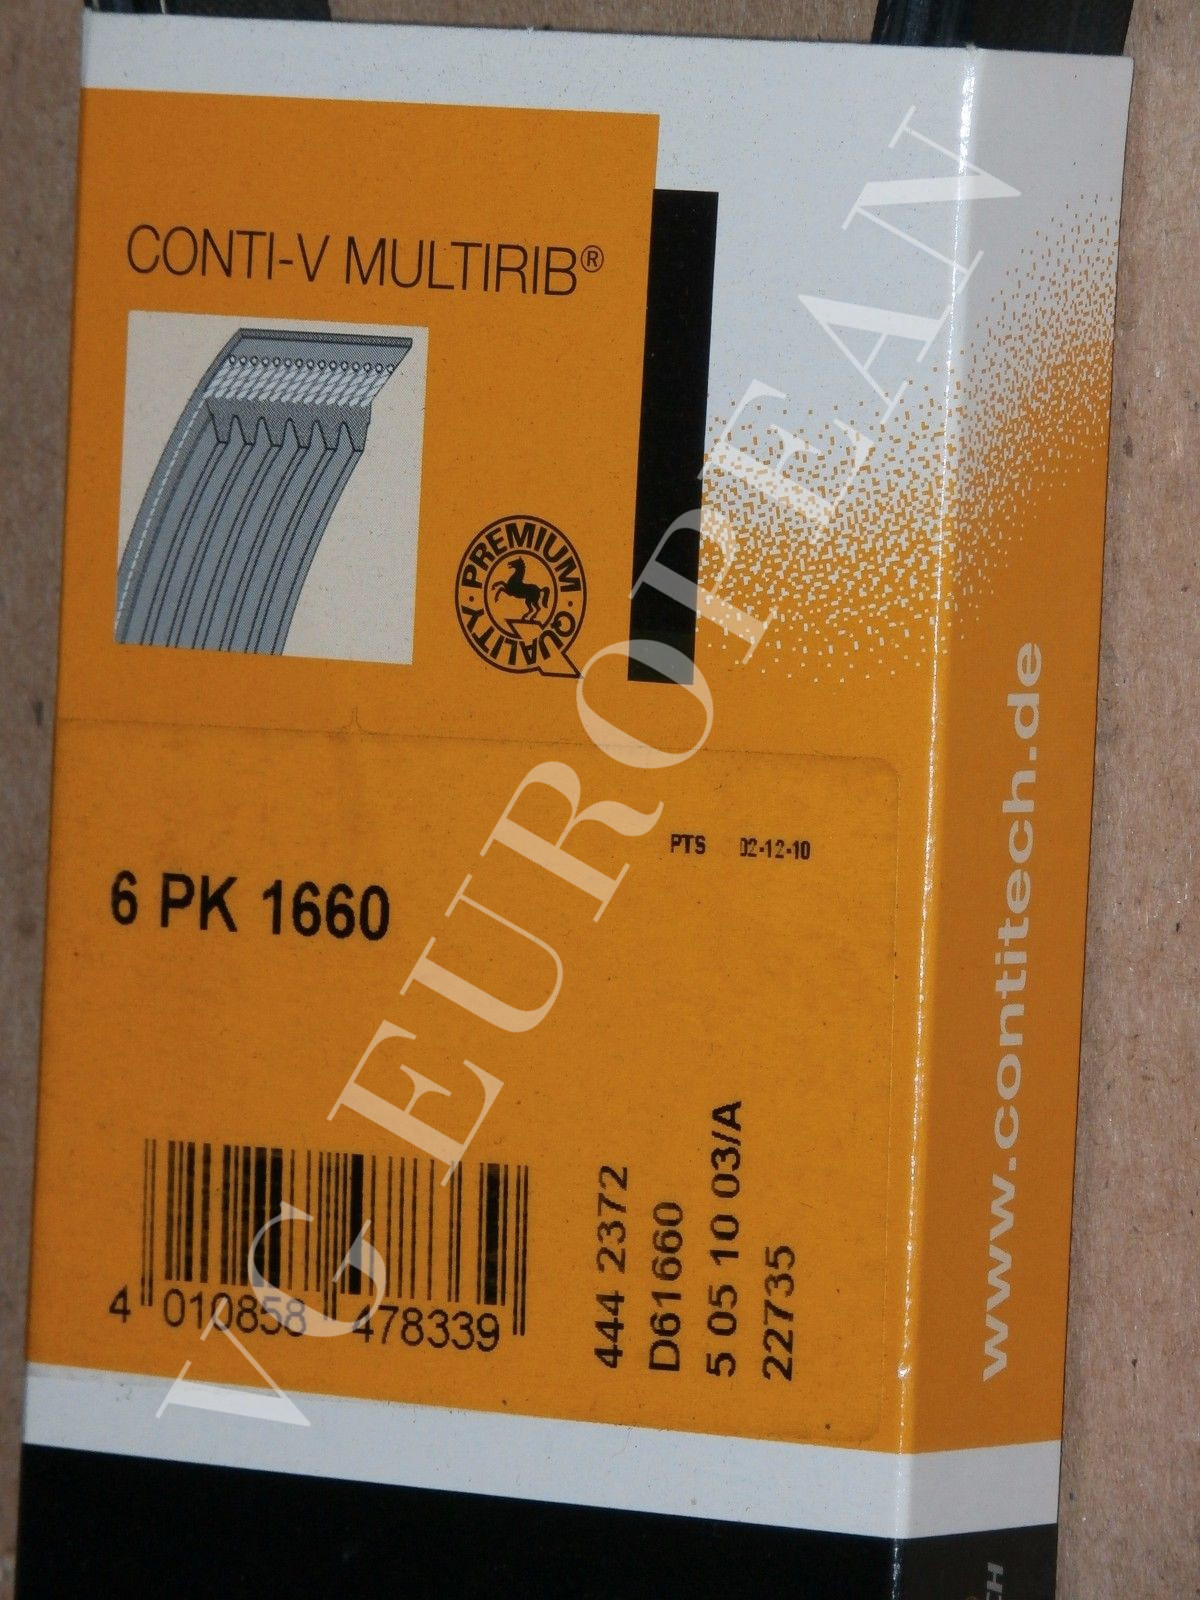 CONTI-V MULTIRIB®
PREMIUM · QUALITY ·
PTS 02-12-10
6 PK 1660
4 010858 478339
444 2372
D61660
5 05 10 03/A
22735
www.contitech.de
VG EUROPEAN